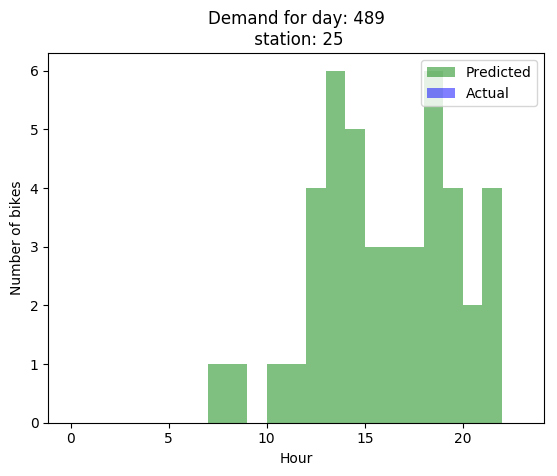 Demand for day: 489
station: 25
Predicted
Actual
Number of bikes
6
5
4
3
2
1
0
0 5 10 15 20
Hour